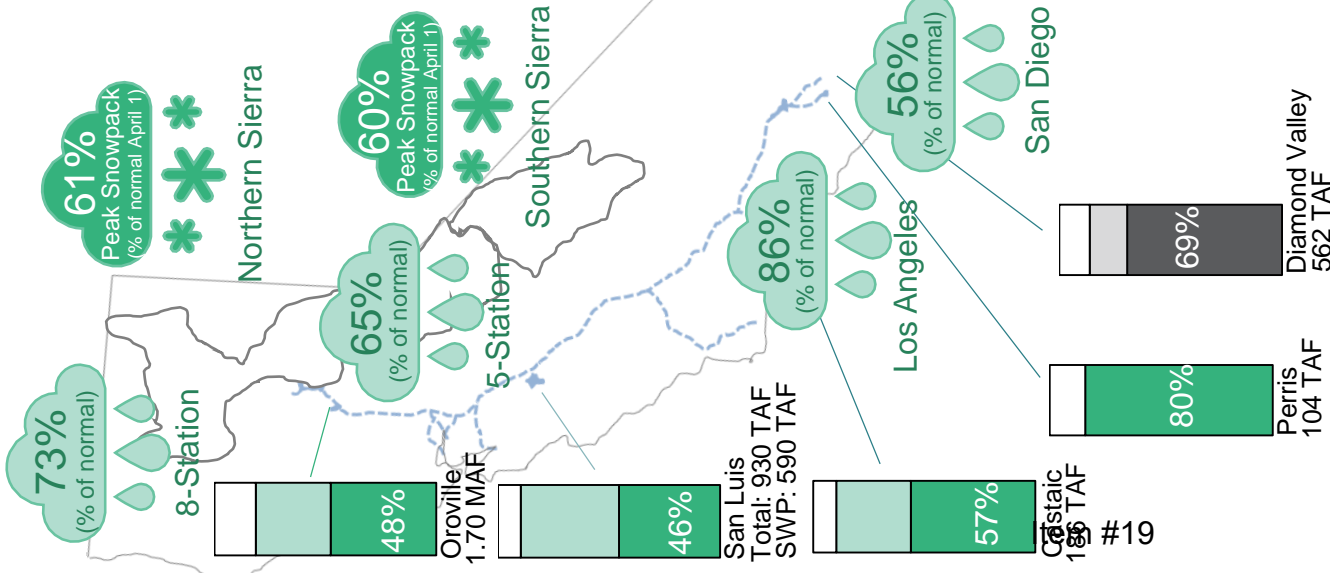 61%
Peak Snowpack
(% of normal April 1)
Northern Sierra
60%
Peak Snowpack
(% of normal April 1)
Southern Sierra
73%
(% of normal)
8-Station
65%
(% of normal)
5-Station
86%
(% of normal)
Los Angeles
56%
(% of normal)
San Diego
48%
Oroville
1.70 MAF
46%
San Luis
Total: 930 TAF
SWP: 590 TAF
57%
Castaic
TAF
80%
Perris
104 TAF
69%
Diamond Valley
562 TAF
Item #19